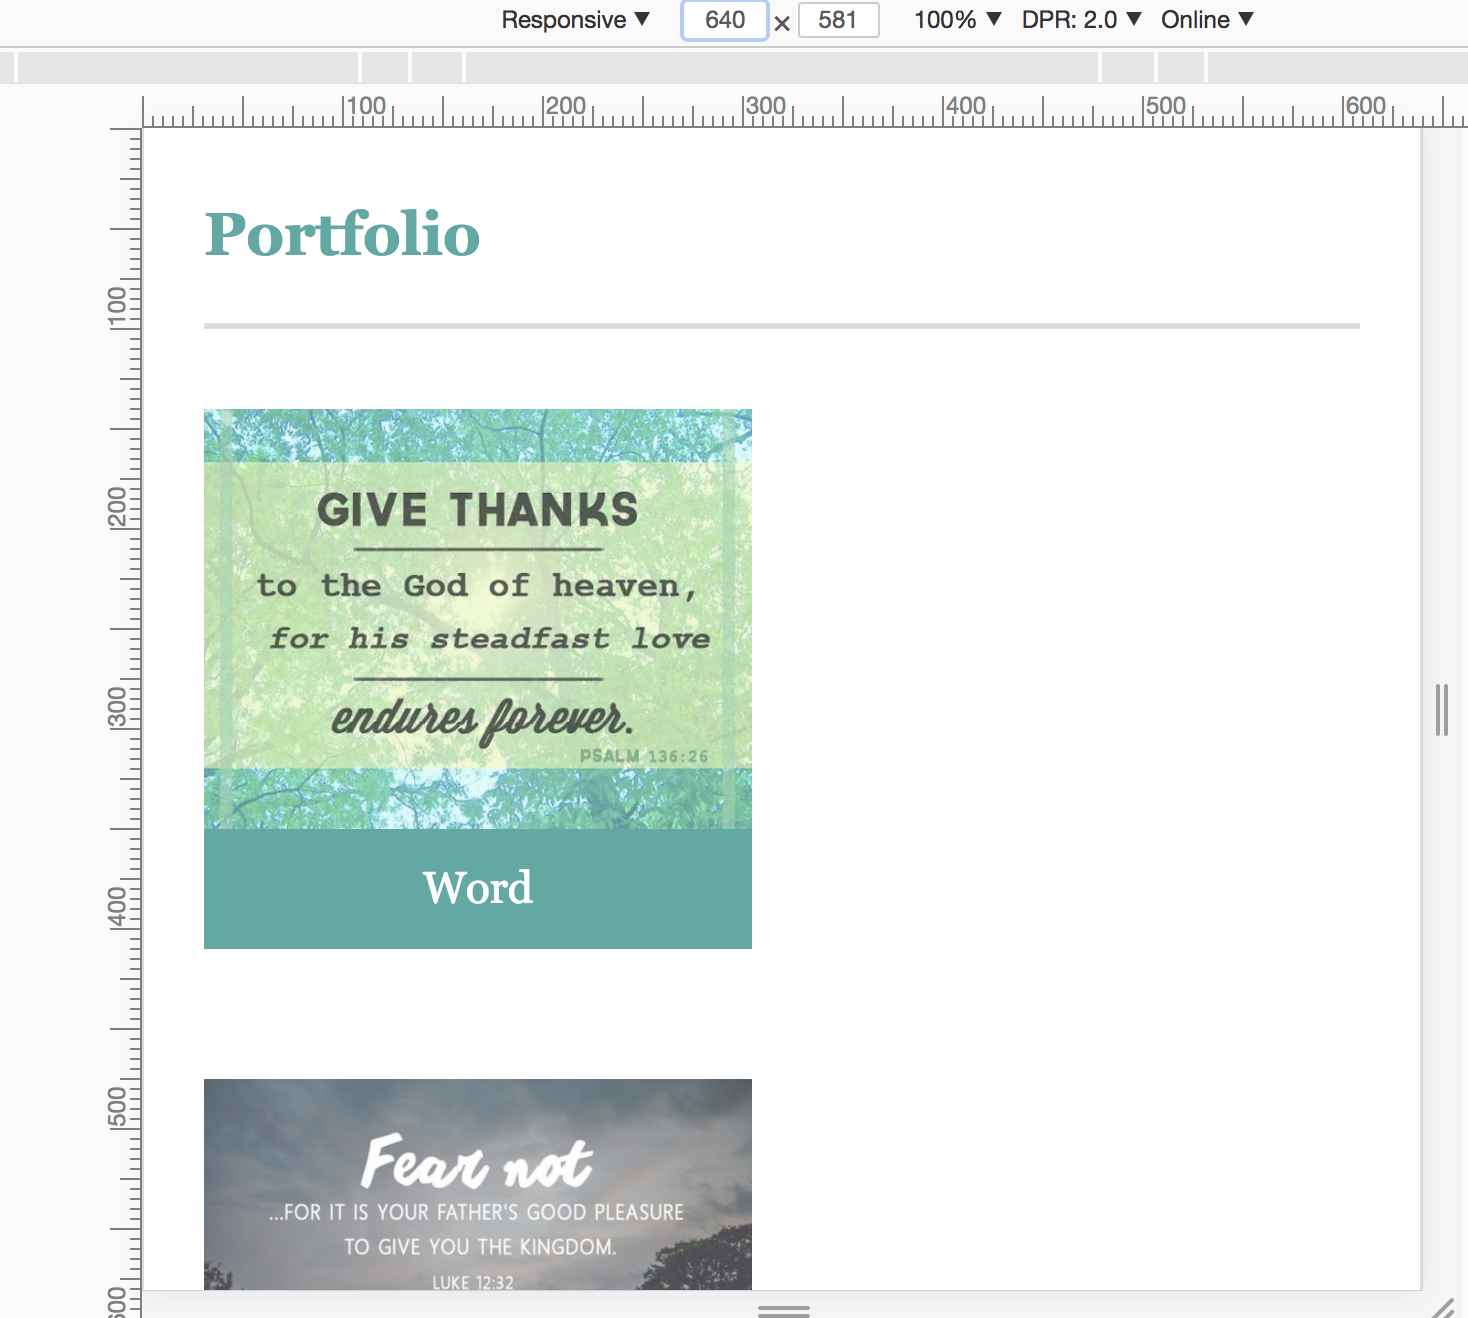 Responsive ▼ 640 × 581 100% ▼ DPR: 2.0 ▼ Online ▼
100 200 300 400 500 600
Portfolio
100
200
GIVE THANKS
to the God of heaven,
for his steadfast love
300
endures forever.
PSALM 136:26
400
Word
500
Fear not
...FOR IT IS YOUR FATHER'S GOOD PLEASURE
TO GIVE YOU THE KINGDOM.
LUKE 12:32
600